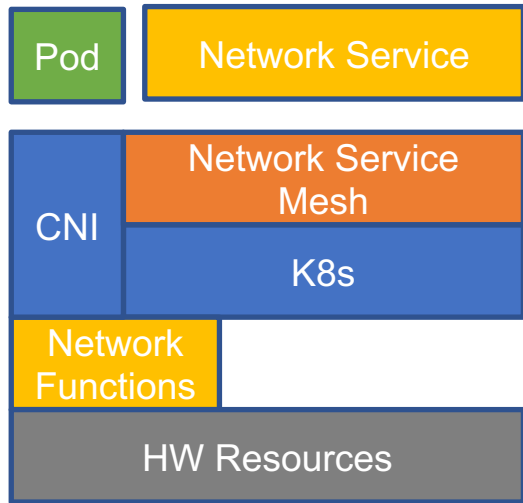 Pod
Network Service
CNI
Network Service
Mesh
K8s
Network
Functions
HW Resources